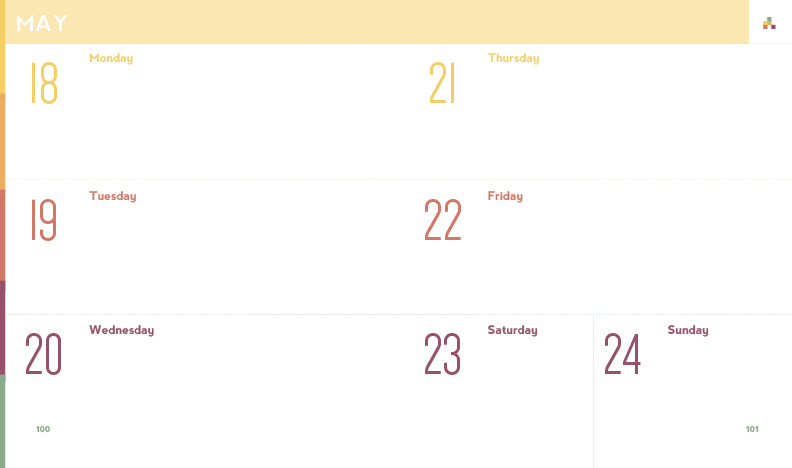 MAY
18 Monday
19 Tuesday
20 Wednesday
21 Thursday
22 Friday
23 Saturday
24 Sunday
100
101